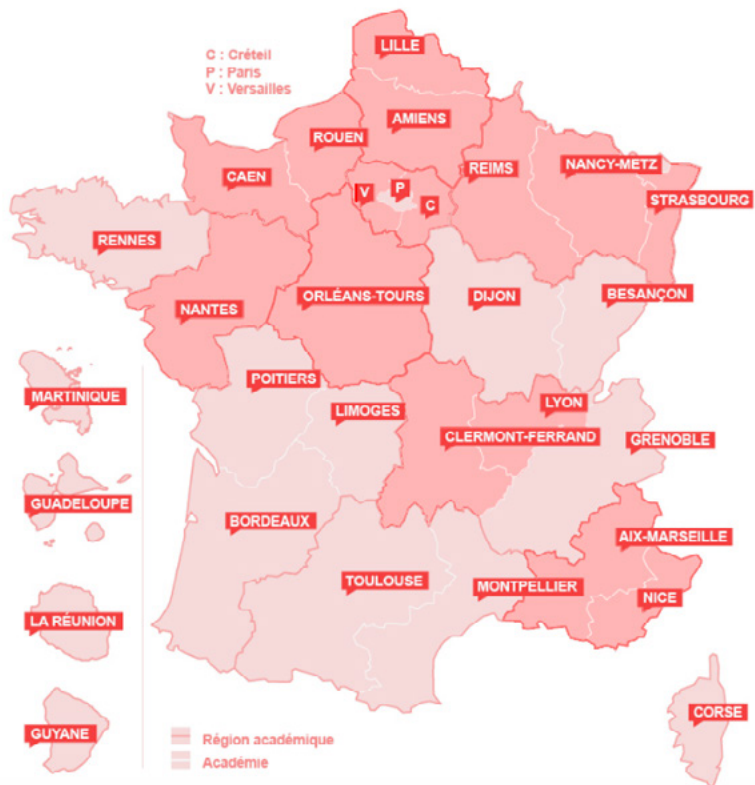 LILLE
C : Créteil
P : Paris
V : Versailles
AMIENS
ROUEN
CAEN
REIMS
NANCY-METZ
V
P
C
STRASBOURG
RENNES
NANTES
ORLÉANS-TOURS
DIJON
BESANÇON
POITIERS
LIMOGES
LYON
CLERMONT-FERRAND
GRENOBLE
MARTINIQUE
GUADELOUPE
BORDEAUX
AIX-MARSEILLE
TOULOUSE
MONTPELLIER
NICE
LA RÉUNION
CORSE
GUYANE
Région académique
Académie